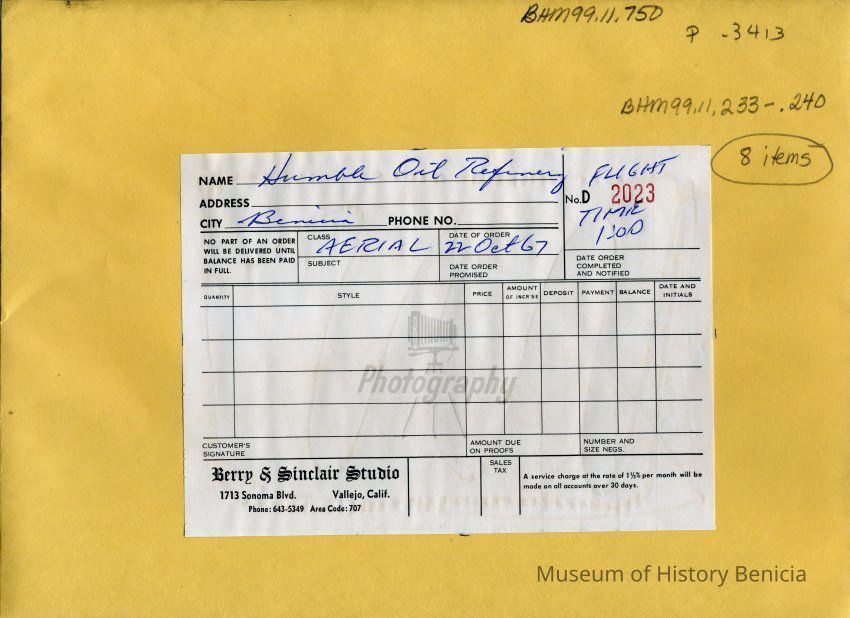 BHM99.11.750
P -3413
BHM99.11.233-.240
8 items
NAME Humble Oil Refinery
FLIGHT
ADDRESS
No.D 2023
TIME
1:00
CITY Benicia PHONE NO.
NO PART OF AN ORDER
WILL BE DELIVERED UNTIL
BALANCE HAS BEEN PAID
IN FULL.
CLASS AERIAL
DATE OF ORDER
22 Oct 67
SUBJECT
DATE ORDER
PROMISED
DATE ORDER
COMPLETED
AND NOTIFIED
QUANTITY STYLE PRICE AMOUNT OF INCR'SE DEPOSIT PAYMENT BALANCE DATE AND INITIALS
Photography
CUSTOMER'S
SIGNATURE
AMOUNT DUE
ON PROOFS
NUMBER AND
SIZE NEGS.
Berry & Sinclair Studio
1713 Sonoma Blvd. Vallejo, Calif.
Phone: 643-5349 Area Code: 707
SALES
TAX
A service charge at the rate of 1½% per month will be
made on all accounts over 30 days.
Museum of History Benicia